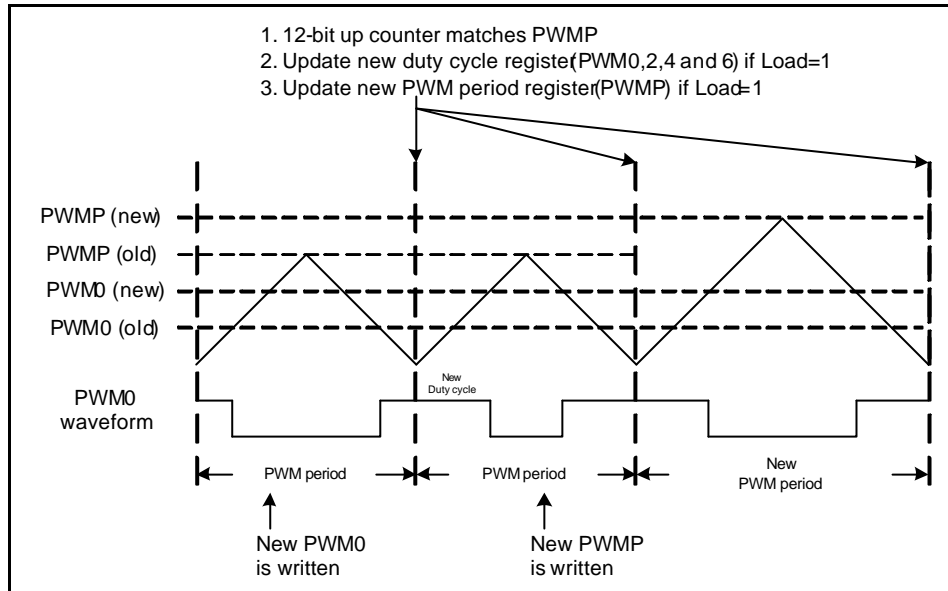 1. 12-bit up counter matches PWMP
2. Update new duty cycle register(PWM0,2,4 and 6) if Load=1
3. Update new PWM period register(PWMP) if Load=1
PWMP (new)
PWMP (old)
PWM0 (new)
PWM0 (old)
PWM0
waveform
New
Duty cycle
PWM period
PWM period
New
PWM period
New PWM0
is written
New PWMP
is written